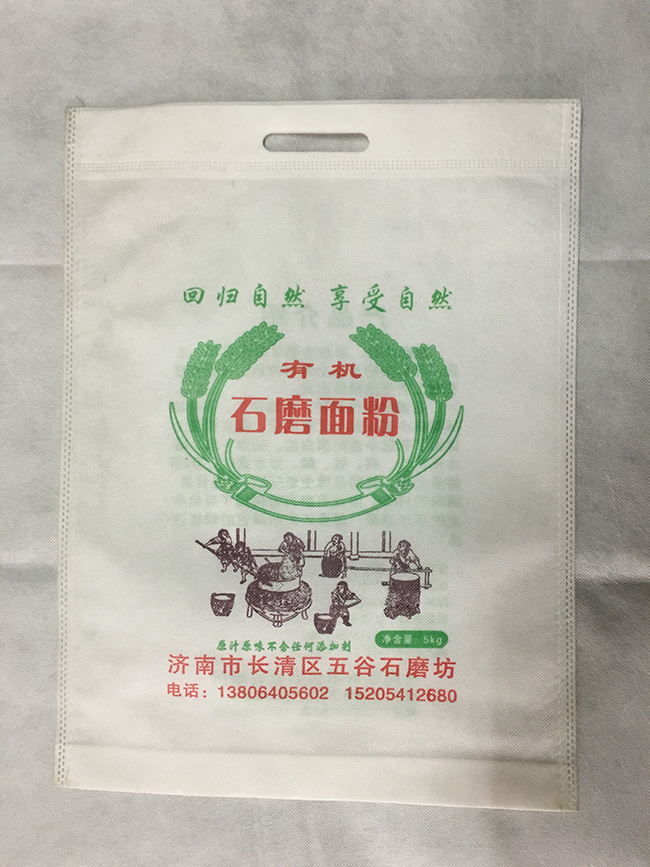 回归自然 享受自然
有机
石磨面粉
净含量：5kg
原汁原味不含任何添加剂
济南市长清区五谷石磨坊
电话：13806405602 15205412680